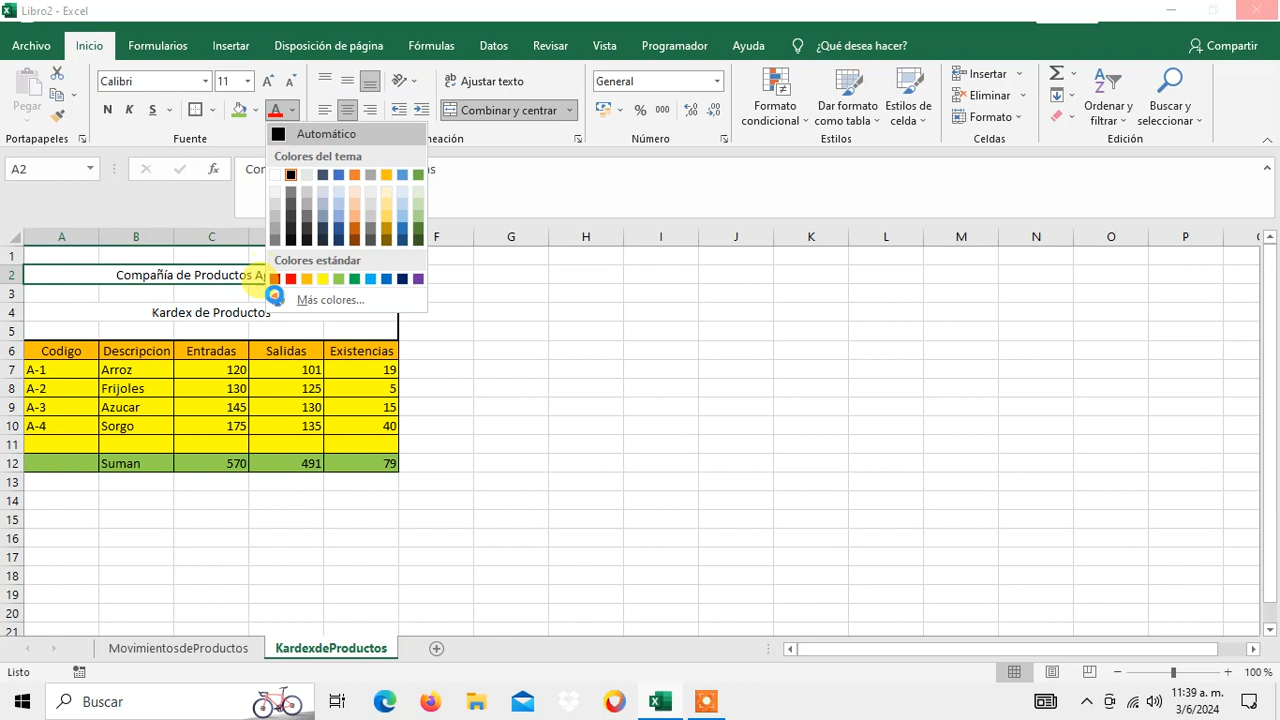 Libro2 - Excel
Archivo Inicio Formularios Insertar Disposición de página Fórmulas Datos Revisar Vista Programador Ayuda ¿Qué desea hacer? Compartir
Pegar Calibri 11 Ajustar texto General Formato condicional Dar formato como tabla Estilos de celda Insertar Eliminar Formato Ordenar y filtrar Buscar y seleccionar
N K S Combinar y centrar % 000
Portapapeles Fuente Número Estilos Celdas Edición
Automático
Colores del tema
A2 fx
Colores estándar
Más colores...
A B C F G H I J K L M N O P
1
2 Compañía de Productos
3
4 Kardex de Productos
5
6 Codigo Descripcion Entradas Salidas Existencias
7 A-1 Arroz 120 101 19
8 A-2 Frijoles 130 125 5
9 A-3 Azucar 145 130 15
10 A-4 Sorgo 175 135 40
11
12 Suman 570 491 79
13
14
15
16
17
18
19
20
21
MovimientosdeProductos KardexdeProductos
Listo 100 %
Buscar 11:39 a. m.
3/6/2024